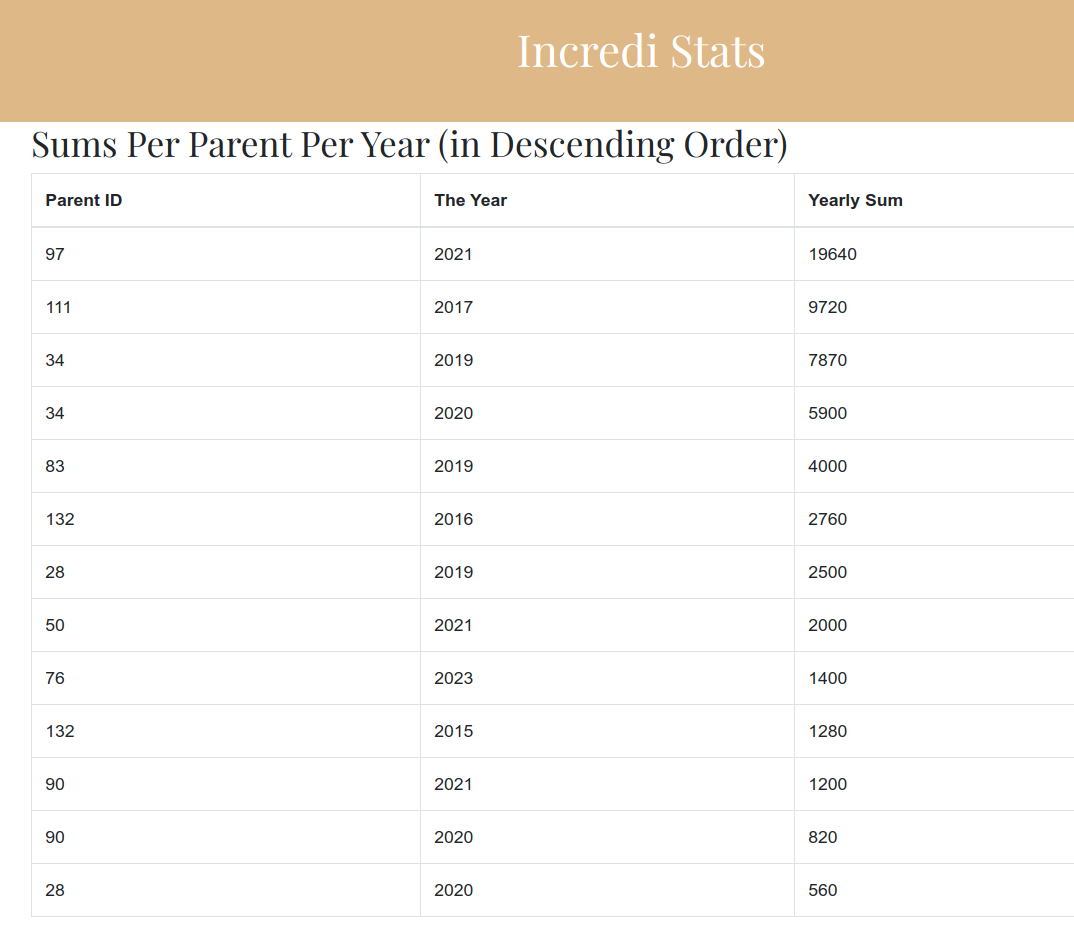 Incredi Stats
Sums Per Parent Per Year (in Descending Order)
Parent ID The Year Yearly Sum
97 2021 19640
111 2017 9720
34 2019 7870
34 2020 5900
83 2019 4000
132 2016 2760
28 2019 2500
50 2021 2000
76 2023 1400
132 2015 1280
90 2021 1200
90 2020 820
28 2020 560